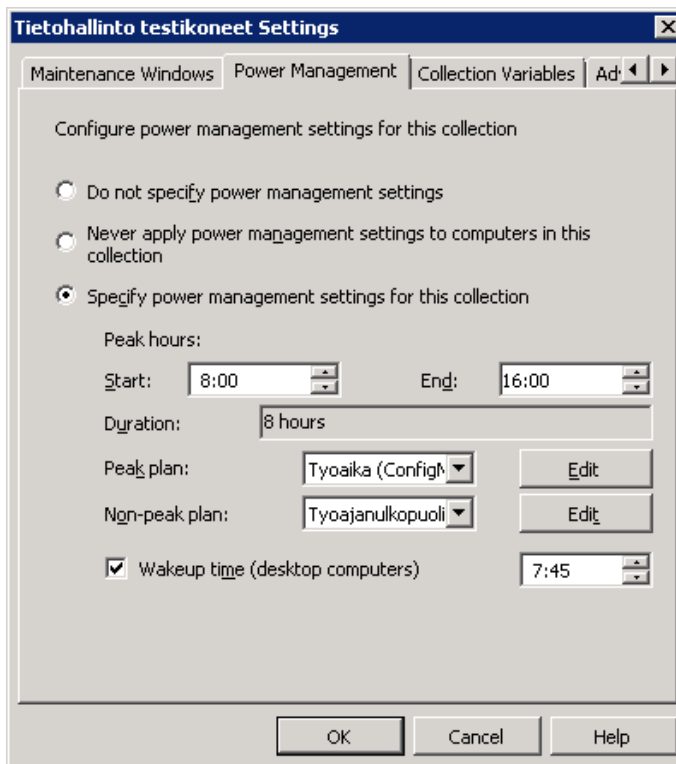 Tietohallinto testikoneet Settings
Maintenance Windows Power Management Collection Variables Ad
Configure power management settings for this collection
Do not specify power management settings
Never apply power management settings to computers in this
collection
Specify power management settings for this collection
Peak hours:
Start: 8:00 End: 16:00
Duration: 8 hours
Peak plan: Tyoaika (ConfigM Edit
Non-peak plan: Tyoajanulkopuoli Edit
Wakeup time (desktop computers) 7:45
OK Cancel Help